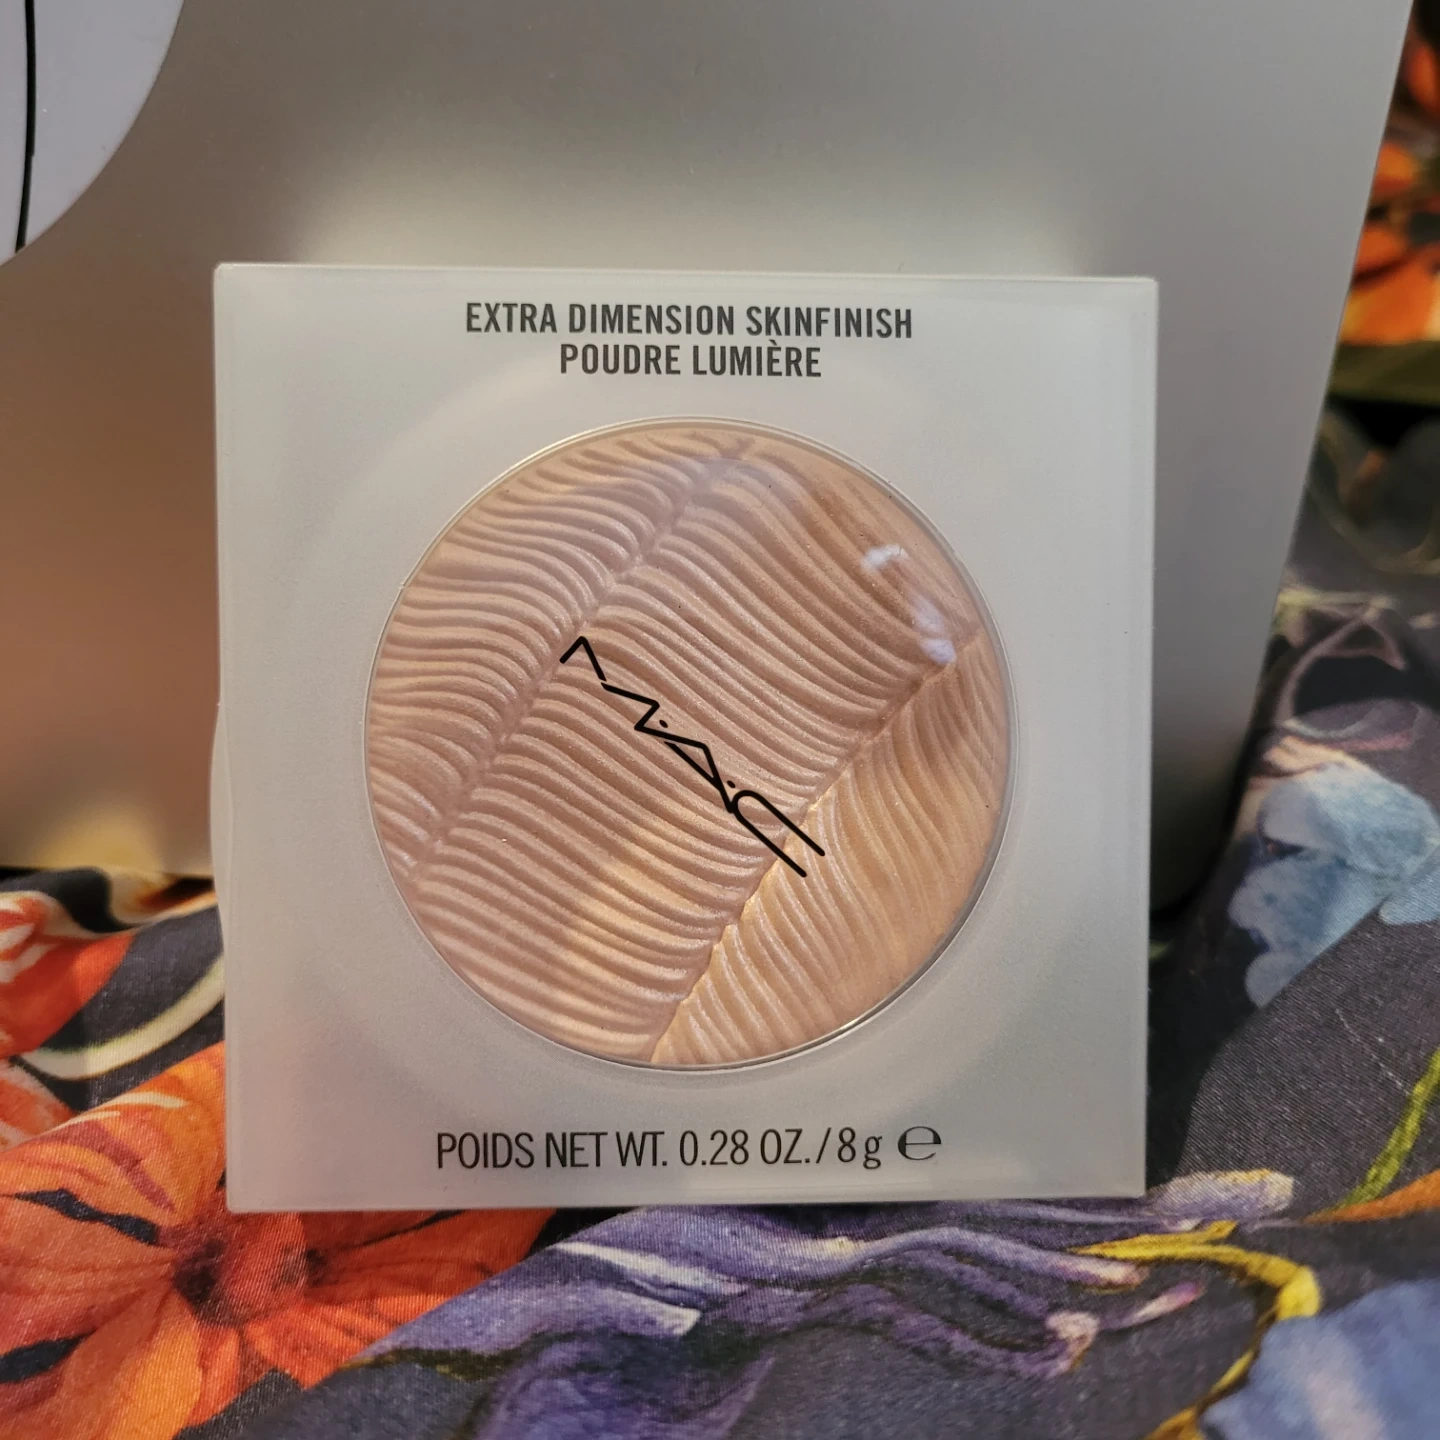 EXTRA DIMENSION SKINFINISH
POUDRE LUMIÈRE
M·A·C
POIDS NET WT. 0.28 OZ./8g ℮